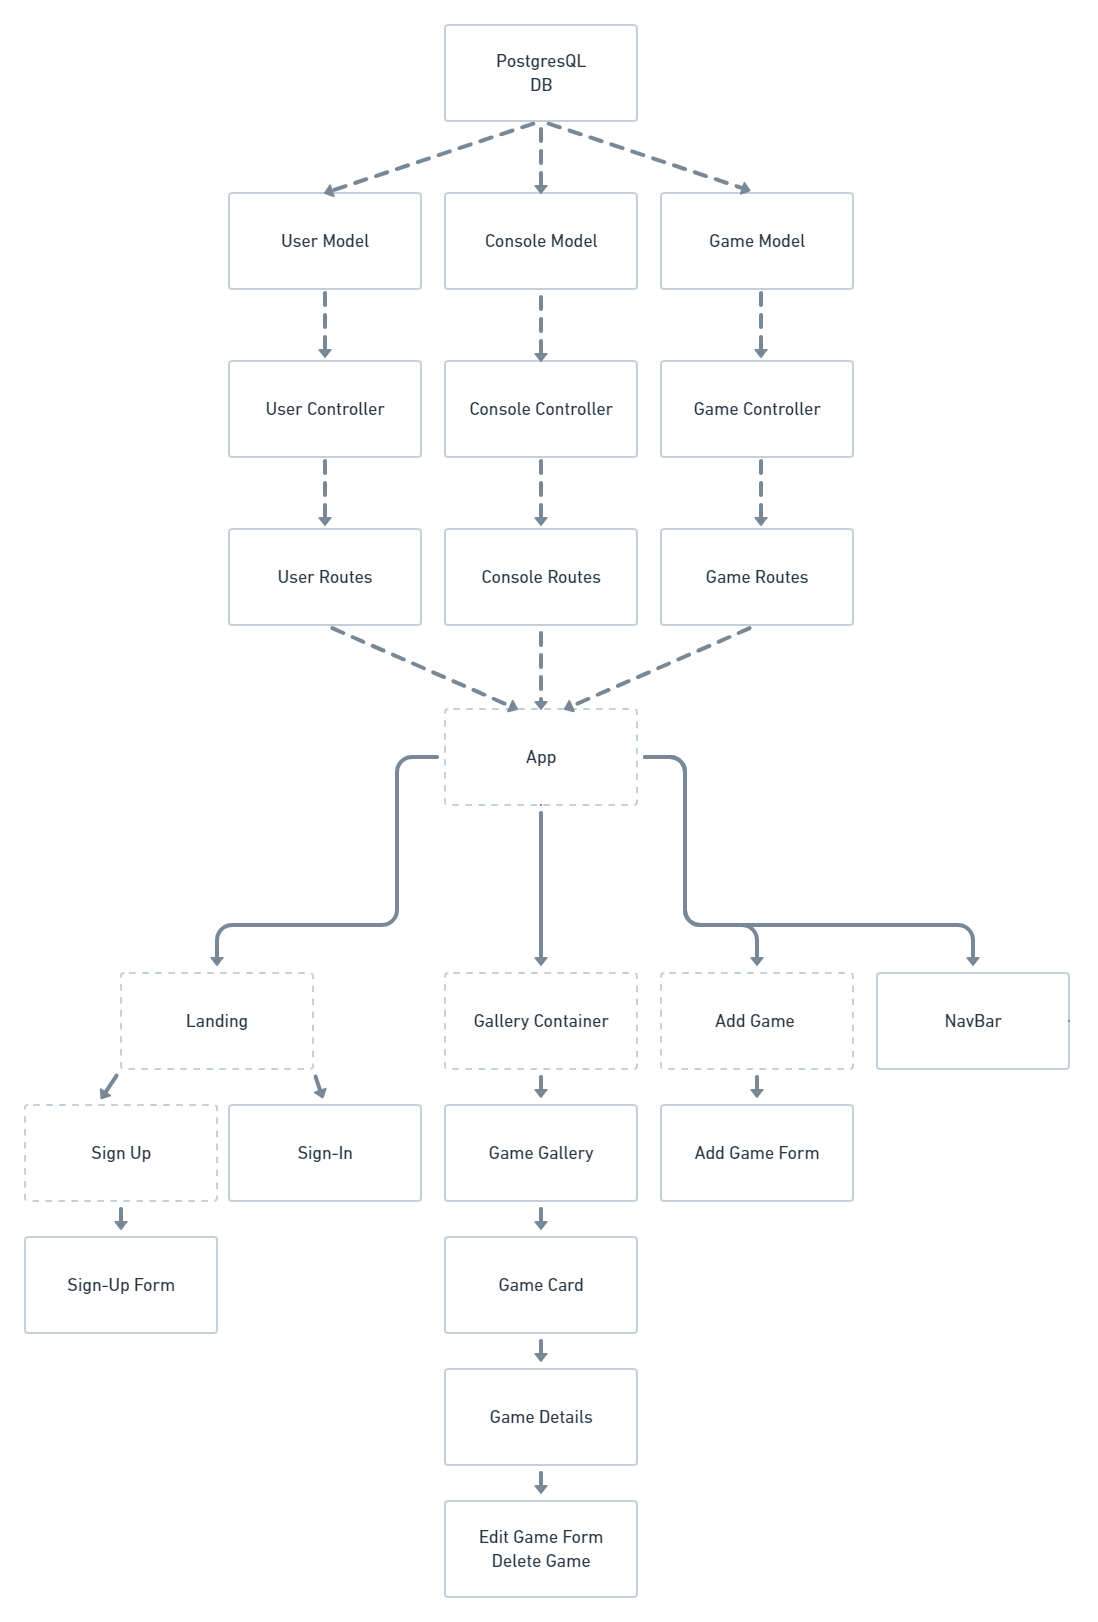 PostgresQL
DB
User Model
Console Model
Game Model
User Controller
Console Controller
Game Controller
User Routes
Console Routes
Game Routes
App
Landing
Gallery Container
Add Game
NavBar
Sign Up
Sign-In
Game Gallery
Add Game Form
Sign-Up Form
Game Card
Game Details
Edit Game Form
Delete Game